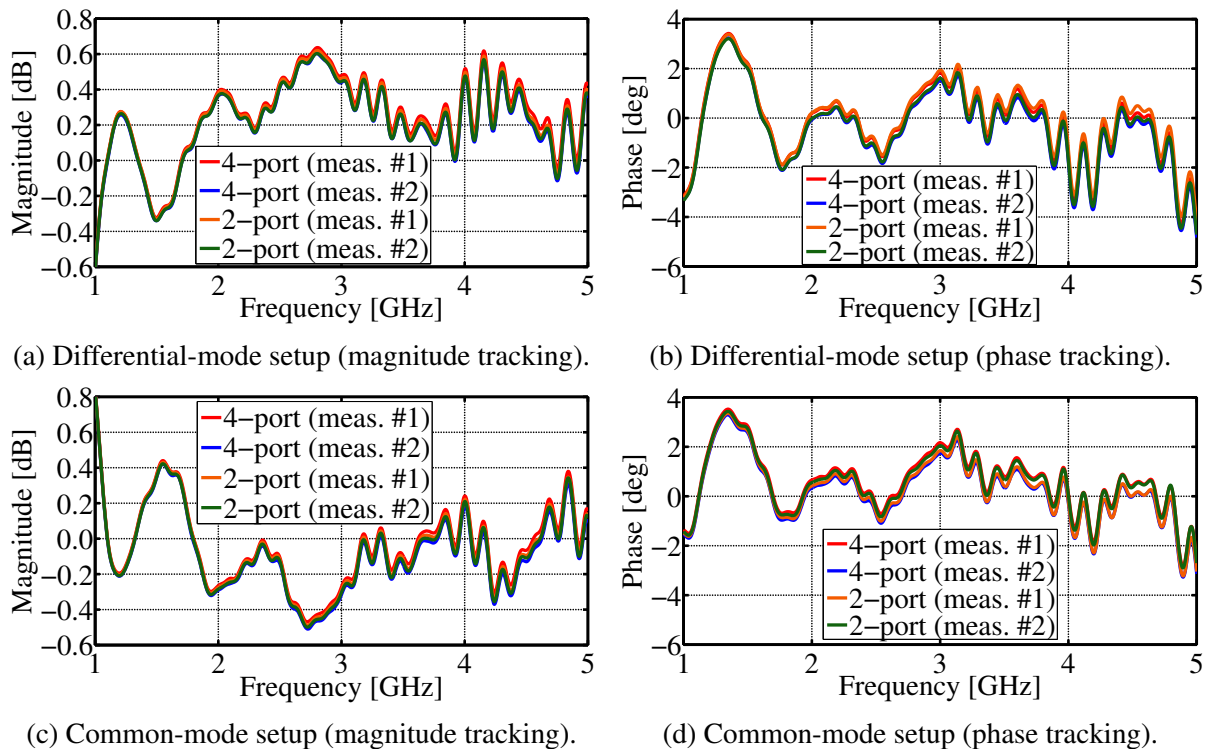 0.8
0.6
0.4
0.2
0.0
−0.2
−0.4
−0.6
Magnitude [dB]
4−port (meas. #1)
4−port (meas. #2)
2−port (meas. #1)
2−port (meas. #2)
1 2 3 4 5
Frequency [GHz]
(a) Differential-mode setup (magnitude tracking).
4
2
0
−2
−4
−6
Phase [deg]
4−port (meas. #1)
4−port (meas. #2)
2−port (meas. #1)
2−port (meas. #2)
1 2 3 4 5
Frequency [GHz]
(b) Differential-mode setup (phase tracking).
0.8
0.6
0.4
0.2
0.0
−0.2
−0.4
−0.6
Magnitude [dB]
4−port (meas. #1)
4−port (meas. #2)
2−port (meas. #1)
2−port (meas. #2)
1 2 3 4 5
Frequency [GHz]
(c) Common-mode setup (magnitude tracking).
4
2
0
−2
−4
−6
Phase [deg]
4−port (meas. #1)
4−port (meas. #2)
2−port (meas. #1)
2−port (meas. #2)
1 2 3 4 5
Frequency [GHz]
(d) Common-mode setup (phase tracking).